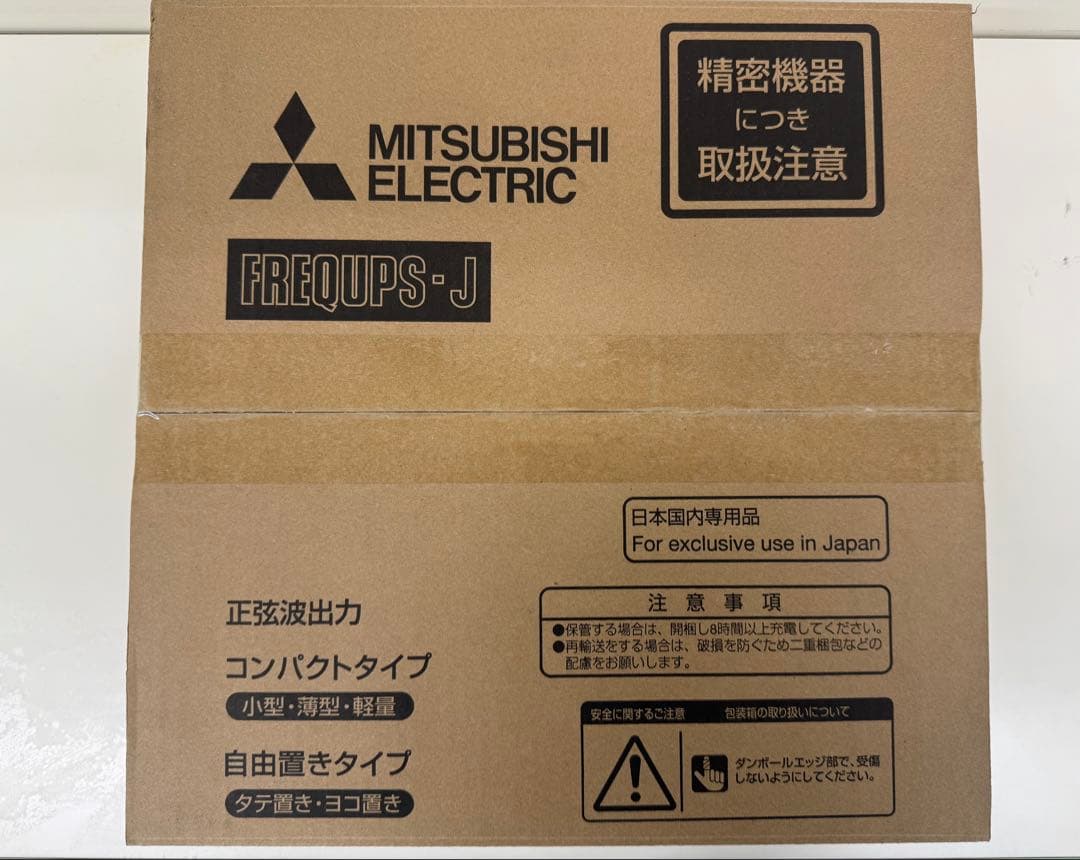 MITSUBISHI
ELECTRIC
精密機器
につき
取扱注意
FREQUPS-J
日本国内専用品
For exclusive use in Japan
正弦波出力
コンパクトタイプ
小型・薄型・軽量
自由置きタイプ
タテ置き・ヨコ置き
注意事項
●保管する場合は、開梱し8時間以上充電してください。
●再輸送をする場合は、破損を防ぐため二重梱包などの
配慮をお願いします。
安全に関するご注意 包装箱の取り扱いについて
ダンボールエッジ部で、受傷
しないようにしてください。